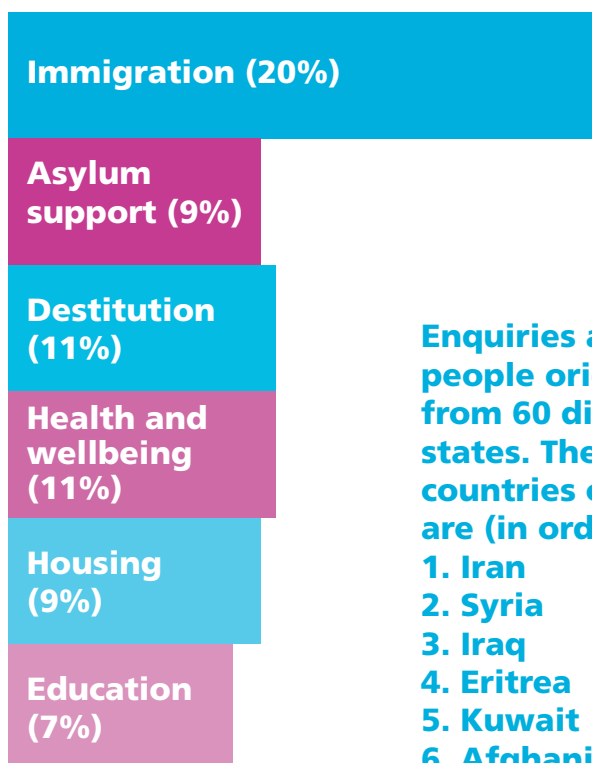 Immigration (20%)
Asylum
support (9%)
Destitution
(11%)
Health and
wellbeing
(11%)
Housing
(9%)
Education
(7%)
Enquiries
people
from 60
states.
countries
are (in
1. Iran
2. Syria
3. Iraq
4. Eritrea
5. Kuwait
6.